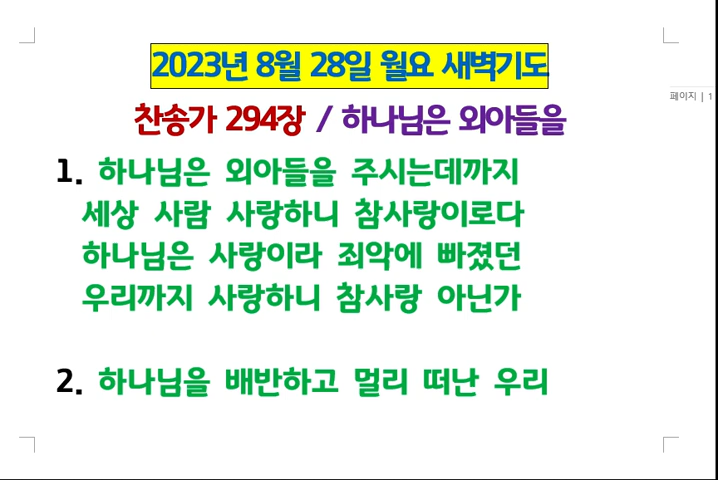 2023년 8월 28일 월요 새벽기도
찬송가 294장 / 하나님은 외아들을
페이지 | 1
1. 하나님은 외아들을 주시는데까지
세상 사람 사랑하니 참사랑이로다
하나님은 사랑이라 죄악에 빠졌던
우리까지 사랑하니 참사랑 아닌가
2. 하나님을 배반하고 멀리 떠난 우리